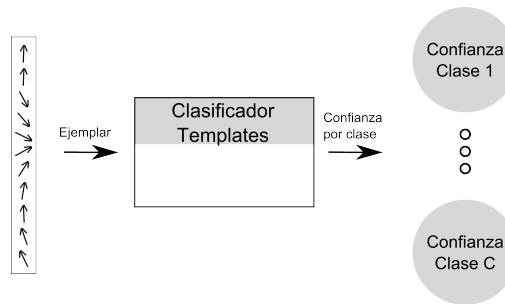 Ejemplar
Clasificador
Templates
Confianza
por clase
Confianza
Clase 1
Confianza
Clase C